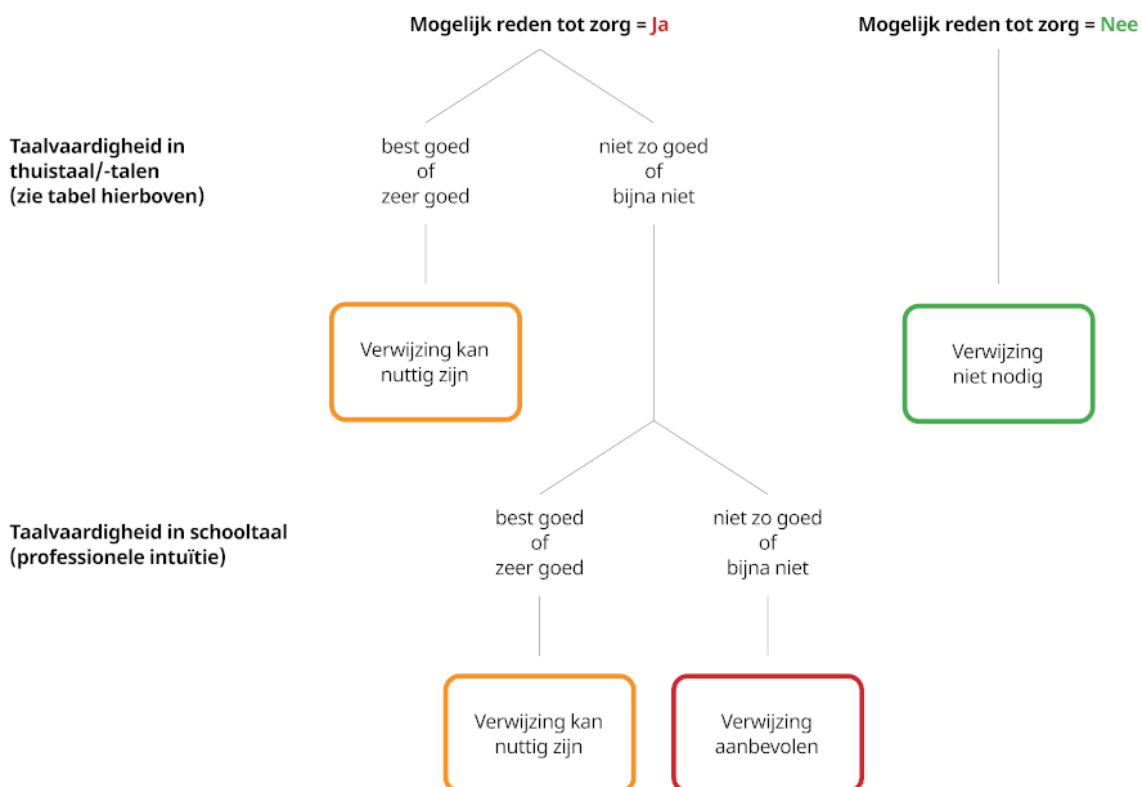 Mogelijk reden tot zorg = Ja
Mogelijk reden tot zorg = Nee
Taalvaardigheid in
thuistaal/-talen
(zie tabel hierboven)
best goed
of
zeer goed
niet zo goed
of
bijna niet
Verwijzing kan
nuttig zijn
Verwijzing
niet nodig
Taalvaardigheid in schooltaal
(professionele intuïtie)
best goed
of
zeer goed
niet zo goed
of
bijna niet
Verwijzing kan
nuttig zijn
Verwijzing
aanbevolen